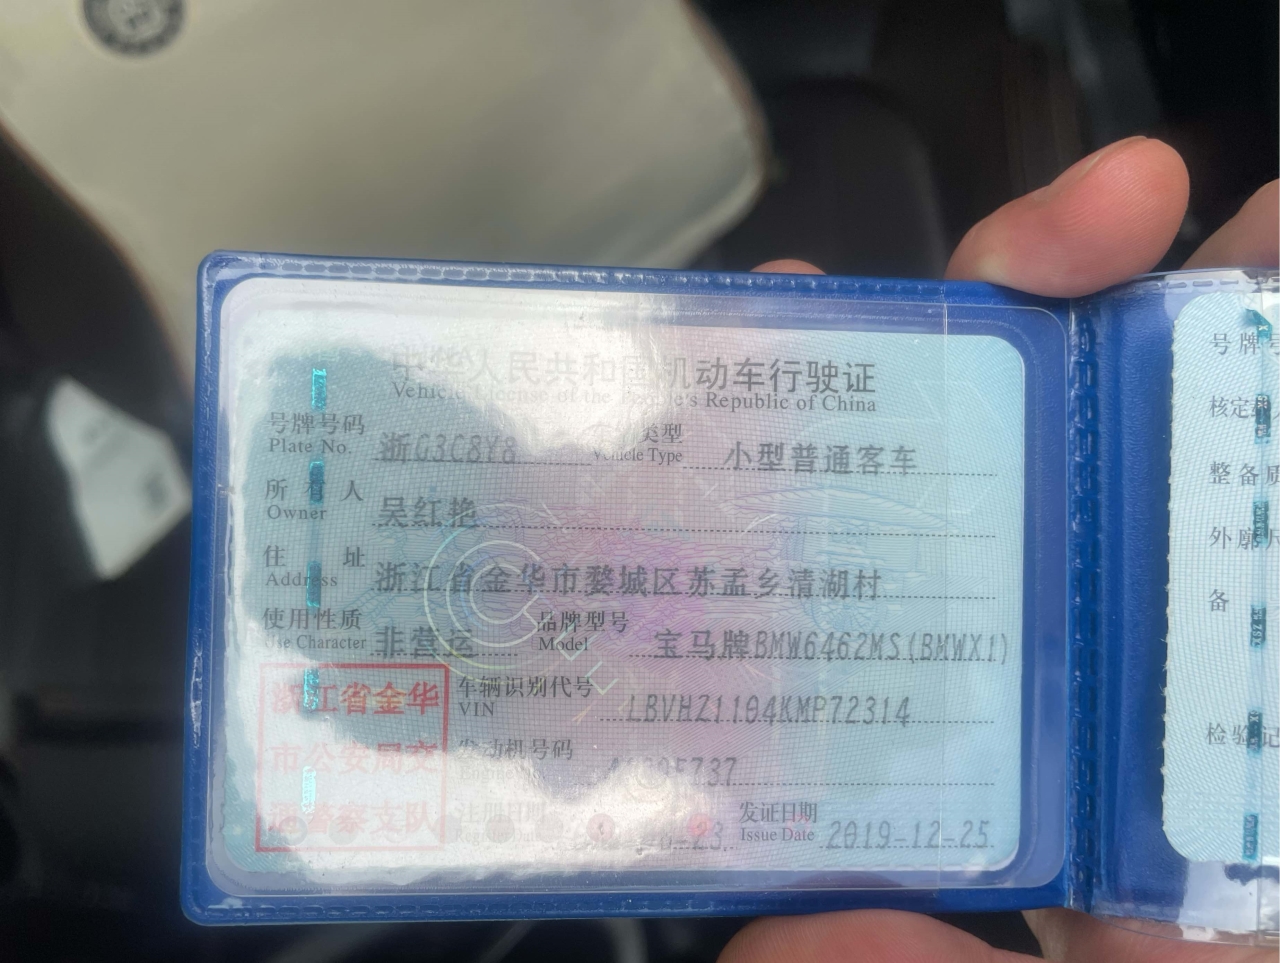 中华人民共和国机动车行驶证
Vehicle License of the People's Republic of China
号牌号码 浙G3C8Y8 类型 小型普通客车
Plate No. Vehicle Type
所有人 吴红艳
Owner
住址 浙江省金华市婺城区苏孟乡清湖村
Address
使用性质 非营运 品牌型号 宝马牌BMW6462MS(BMWX1)
Use Character Model
车辆识别代号 LBVHZ1104KMP72314
VIN
发动机号码
注册日期 发证日期 2019-12-25
Register Date Issue Date
浙江省金华
市公安局交
通警察支队
号牌
核定
整备质
外廓
备
检验记